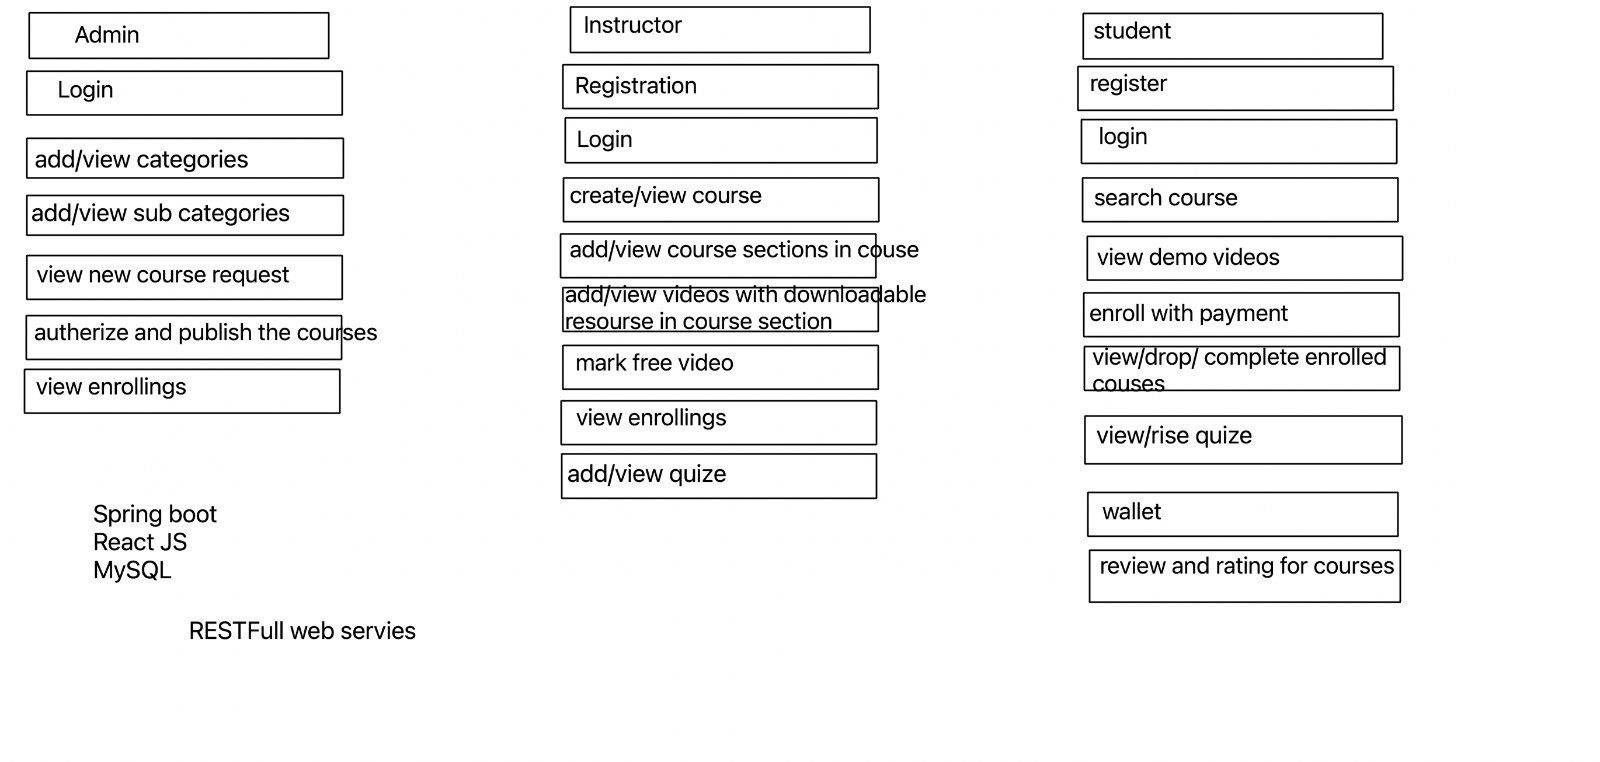 Admin
Login
add/view categories
add/view sub categories
view new course request
autherize and publish the courses
view enrollings
Spring boot
React JS
MySQL
RESTFull web servies
Instructor
Registration
Login
create/view course
add/view course sections in couse
add/view videos with downloadable
resourse in course section
mark free video
view enrollings
add/view quize
student
register
login
search course
view demo videos
enroll with payment
view/drop/ complete enrolled
couses
view/rise quize
wallet
review and rating for courses